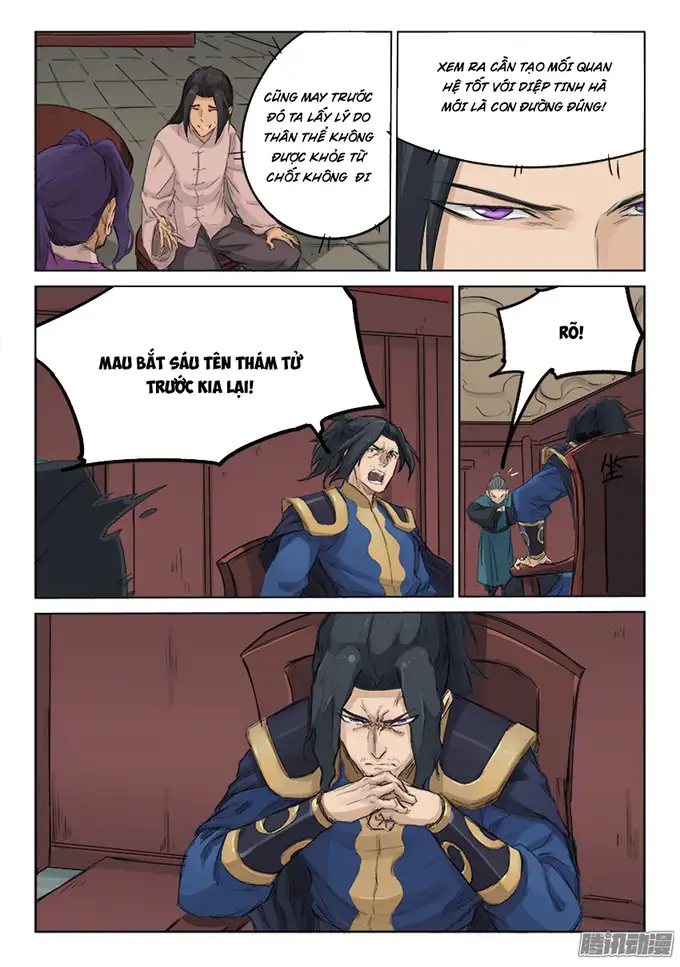 CŨNG MAY TRƯỚC
ĐÓ TA LẤY LÝ DO
THÂN THỂ KHÔNG
ĐƯỢC KHỎE TỪ
CHỐI KHÔNG ĐI
XEM RA CẦN TẠO MỐI QUAN
HỆ TỐT VỚI DIỆP TINH HÀ
MỚI LÀ CON ĐƯỜNG ĐÚNG!
MAU BẮT SÁU TÊN THÁM TỬ
TRƯỚC KIA LẠI!
RÕ!
坐
腾讯动漫